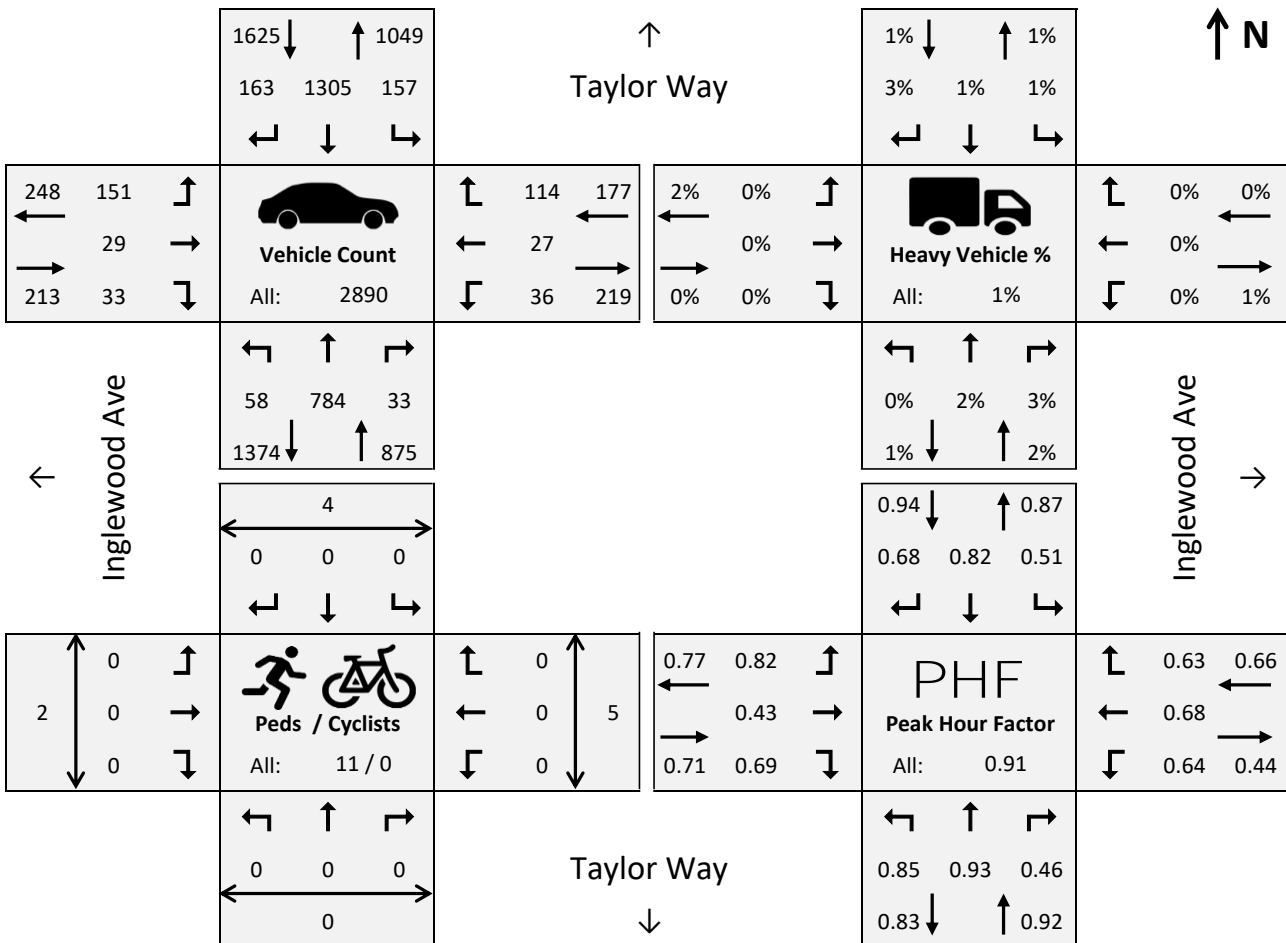 1625 1049 1% 1% N
Taylor Way
163 1305 157 3% 1% 1%
248 151 114 177 2% 0% 0% 0%
29 27 0% 0%
Vehicle Count Heavy Vehicle %
213 33 All: 2890 36 219 0% 0% All: 1% 0% 1%
58 784 33 0% 2% 3%
1374 875 1% 2%
Inglewood Ave
Inglewood Ave
4 0.94 0.87
0 0 0 0.68 0.82 0.51
0 0 0.77 0.82 PHF 0.63 0.66
2 0 Peds / Cyclists 0 5 0.43 Peak Hour Factor 0.68
0 All: 11 / 0 0 0.71 0.69 All: 0.91 0.64 0.44
0 0 0 0.85 0.93 0.46
Taylor Way
0 0.83 0.92